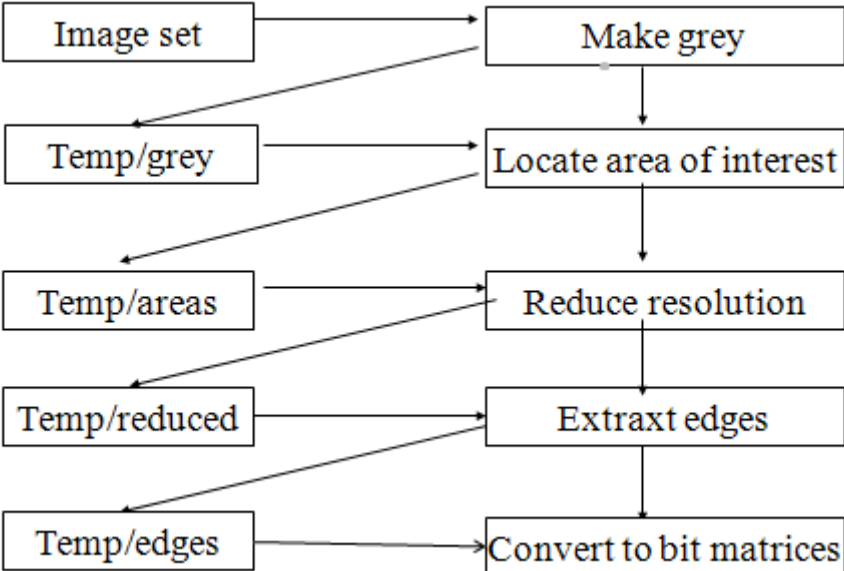 Image set
Make grey
Temp/grey
Locate area of interest
Temp/areas
Reduce resolution
Temp/reduced
Extraxt edges
Temp/edges
Convert to bit matrices